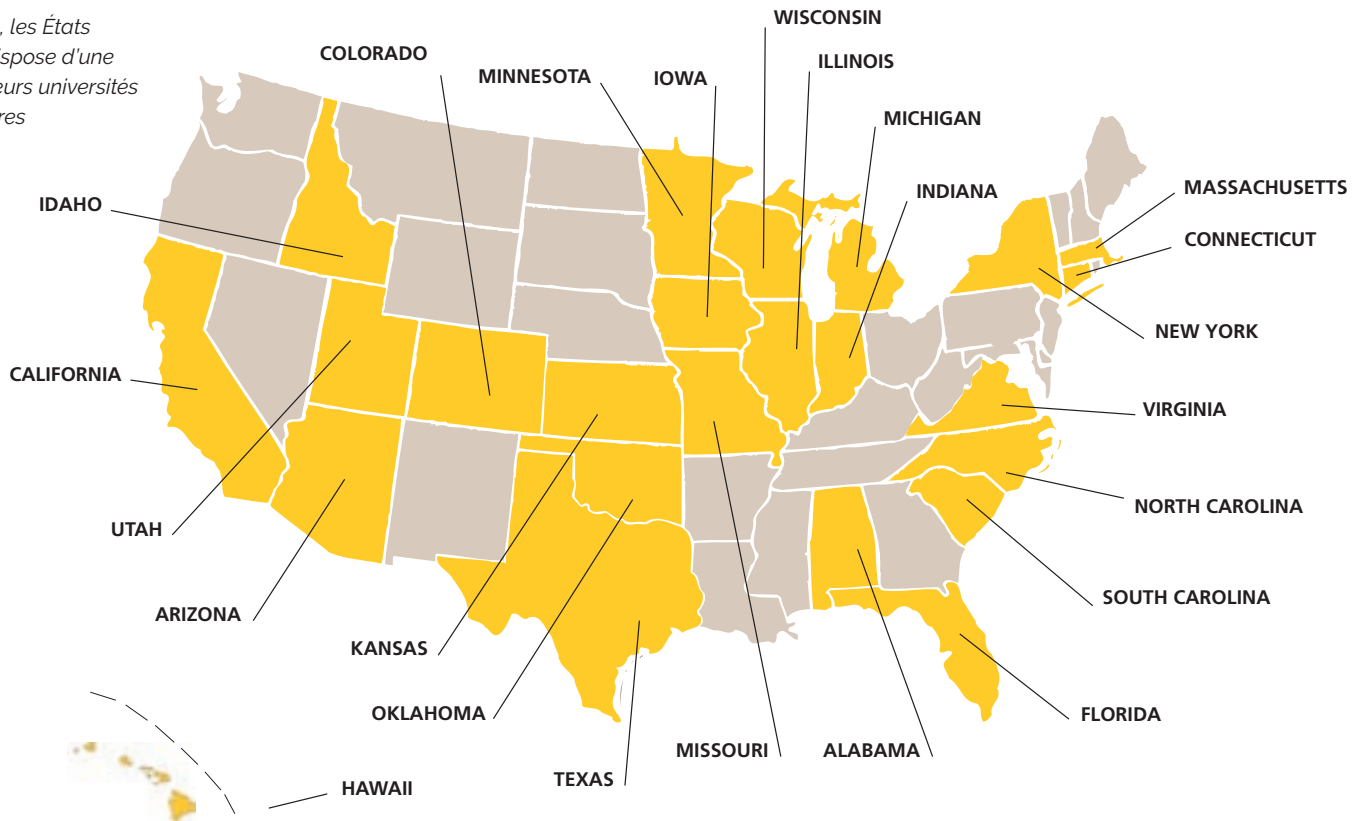 , les États
ispose d'une
eurs universités
res
WISCONSIN
COLORADO
ILLINOIS
MINNESOTA
IOWA
MICHIGAN
MASSACHUSETTS
INDIANA
IDAHO
CONNECTICUT
NEW YORK
CALIFORNIA
VIRGINIA
NORTH CAROLINA
UTAH
SOUTH CAROLINA
ARIZONA
KANSAS
OKLAHOMA
FLORIDA
MISSOURI
ALABAMA
TEXAS
HAWAII